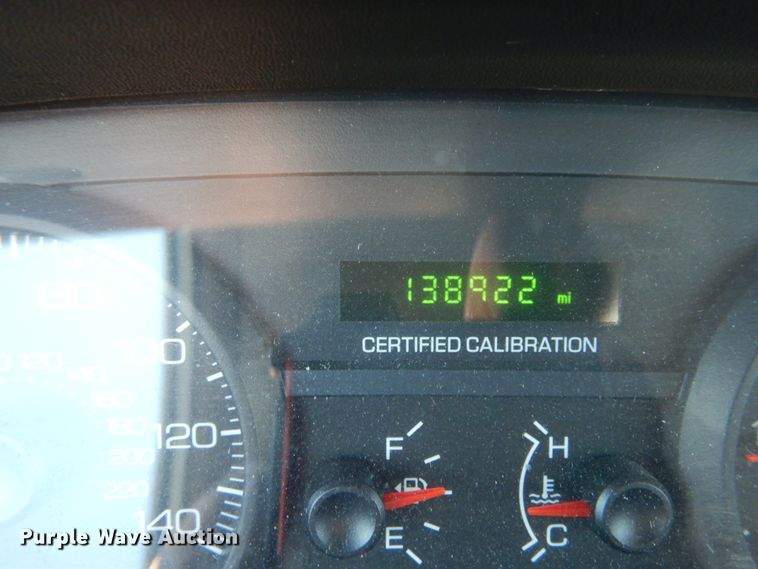 138922 mi
CERTIFIED CALIBRATION
80
100
120
140
120
140
160
180
200
220
F
E
H
C
Purple Wave Auction